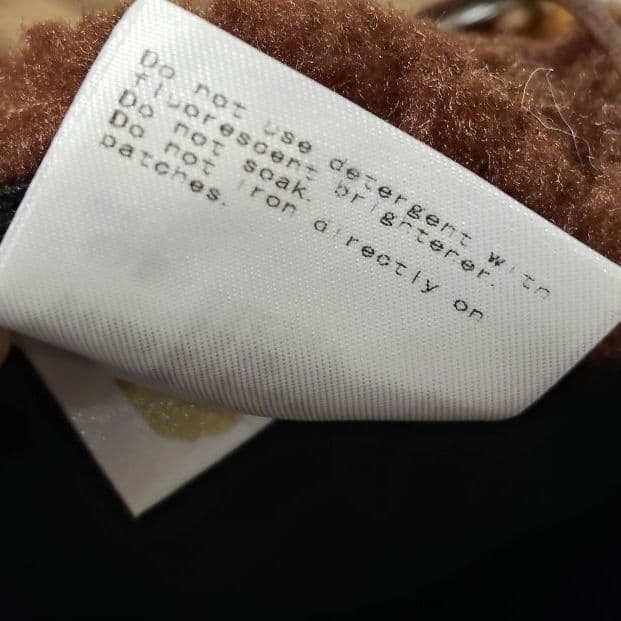 Do not use detergent with
fluorescent brightener.
Do not soak.
Do not iron directly on
patches.